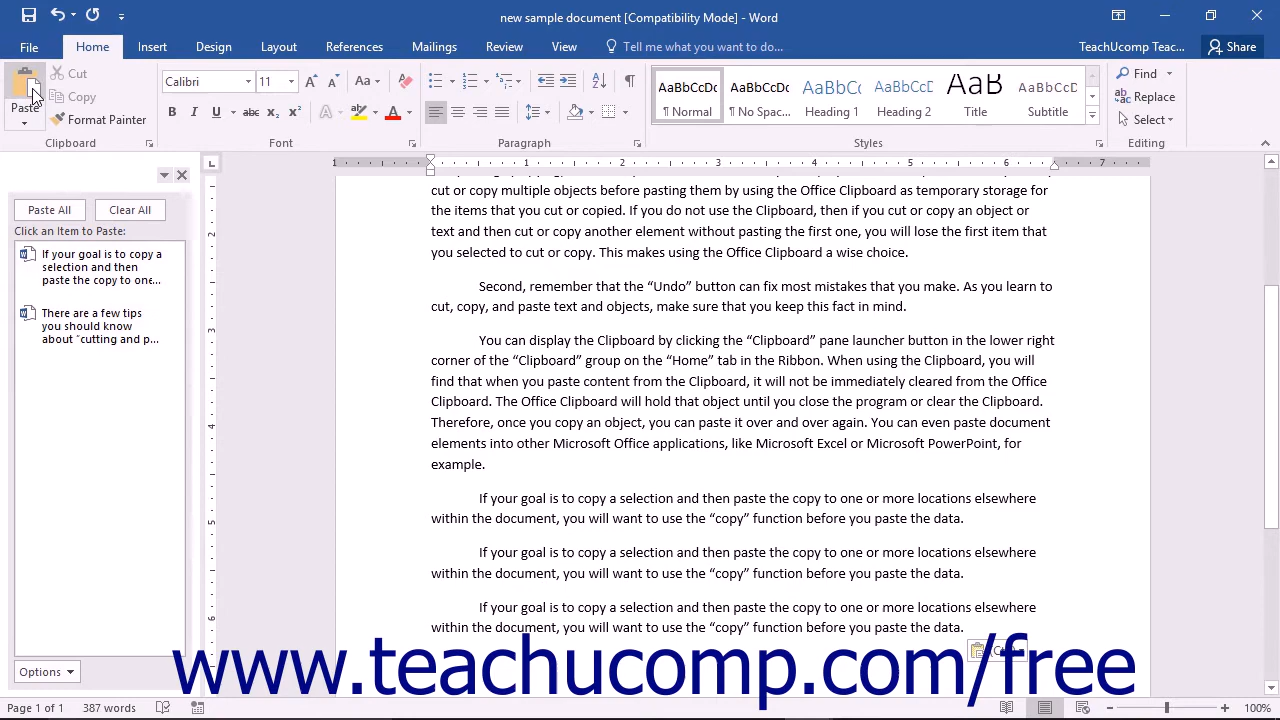 new sample document [Compatibility Mode] - Word
File Home Insert Design Layout References Mailings Review View Tell me what you want to do... TeachUcomp Teac... Share
Paste
Cut
Copy
Format Painter
Clipboard
Calibri 11 Aa
B I U abc X₂ X² A A
Font
Paragraph
AaBbCcDc ¶ Normal
AaBbCcDc ¶ No Spac...
AaBbC Heading 1
AaBbCcC Heading 2
AaB Title
AaBbCcC Subtitle
Styles
Find
Replace
Select
Editing
Paste All Clear All
Click an Item to Paste:
If your goal is to copy a
selection and then
paste the copy to one...
There are a few tips
you should know
about "cutting and p...
Options
1 1 2 3 4 5 6 7
2
3
4
5
6
cut or copy multiple objects before pasting them by using the Office Clipboard as temporary storage for
the items that you cut or copied. If you do not use the Clipboard, then if you cut or copy an object or
text and then cut or copy another element without pasting the first one, you will lose the first item that
you selected to cut or copy. This makes using the Office Clipboard a wise choice.
Second, remember that the “Undo” button can fix most mistakes that you make. As you learn to
cut, copy, and paste text and objects, make sure that you keep this fact in mind.
You can display the Clipboard by clicking the “Clipboard” pane launcher button in the lower right
corner of the “Clipboard” group on the “Home” tab in the Ribbon. When using the Clipboard, you will
find that when you paste content from the Clipboard, it will not be immediately cleared from the Office
Clipboard. The Office Clipboard will hold that object until you close the program or clear the Clipboard.
Therefore, once you copy an object, you can paste it over and over again. You can even paste document
elements into other Microsoft Office applications, like Microsoft Excel or Microsoft PowerPoint, for
example.
If your goal is to copy a selection and then paste the copy to one or more locations elsewhere
within the document, you will want to use the “copy” function before you paste the data.
If your goal is to copy a selection and then paste the copy to one or more locations elsewhere
within the document, you will want to use the “copy” function before you paste the data.
If your goal is to copy a selection and then paste the copy to one or more locations elsewhere
within the document, you will want to use the “copy” function before you paste the data.
www.teachucomp.com/free
Page 1 of 1 387 words 100%